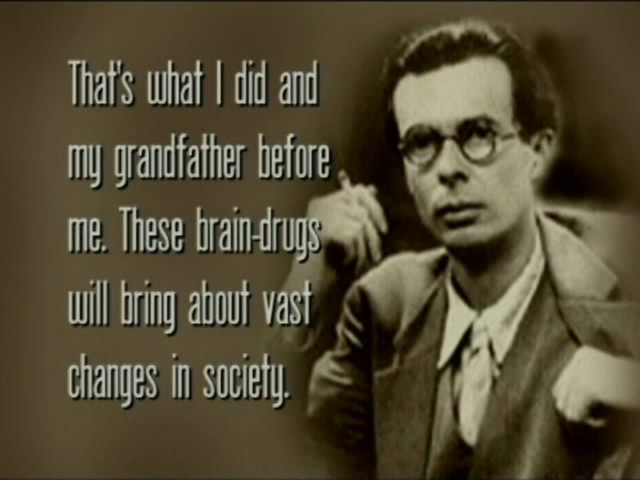 That's what I did and
my grandfather before
me. These brain-drugs
will bring about vast
changes in society.